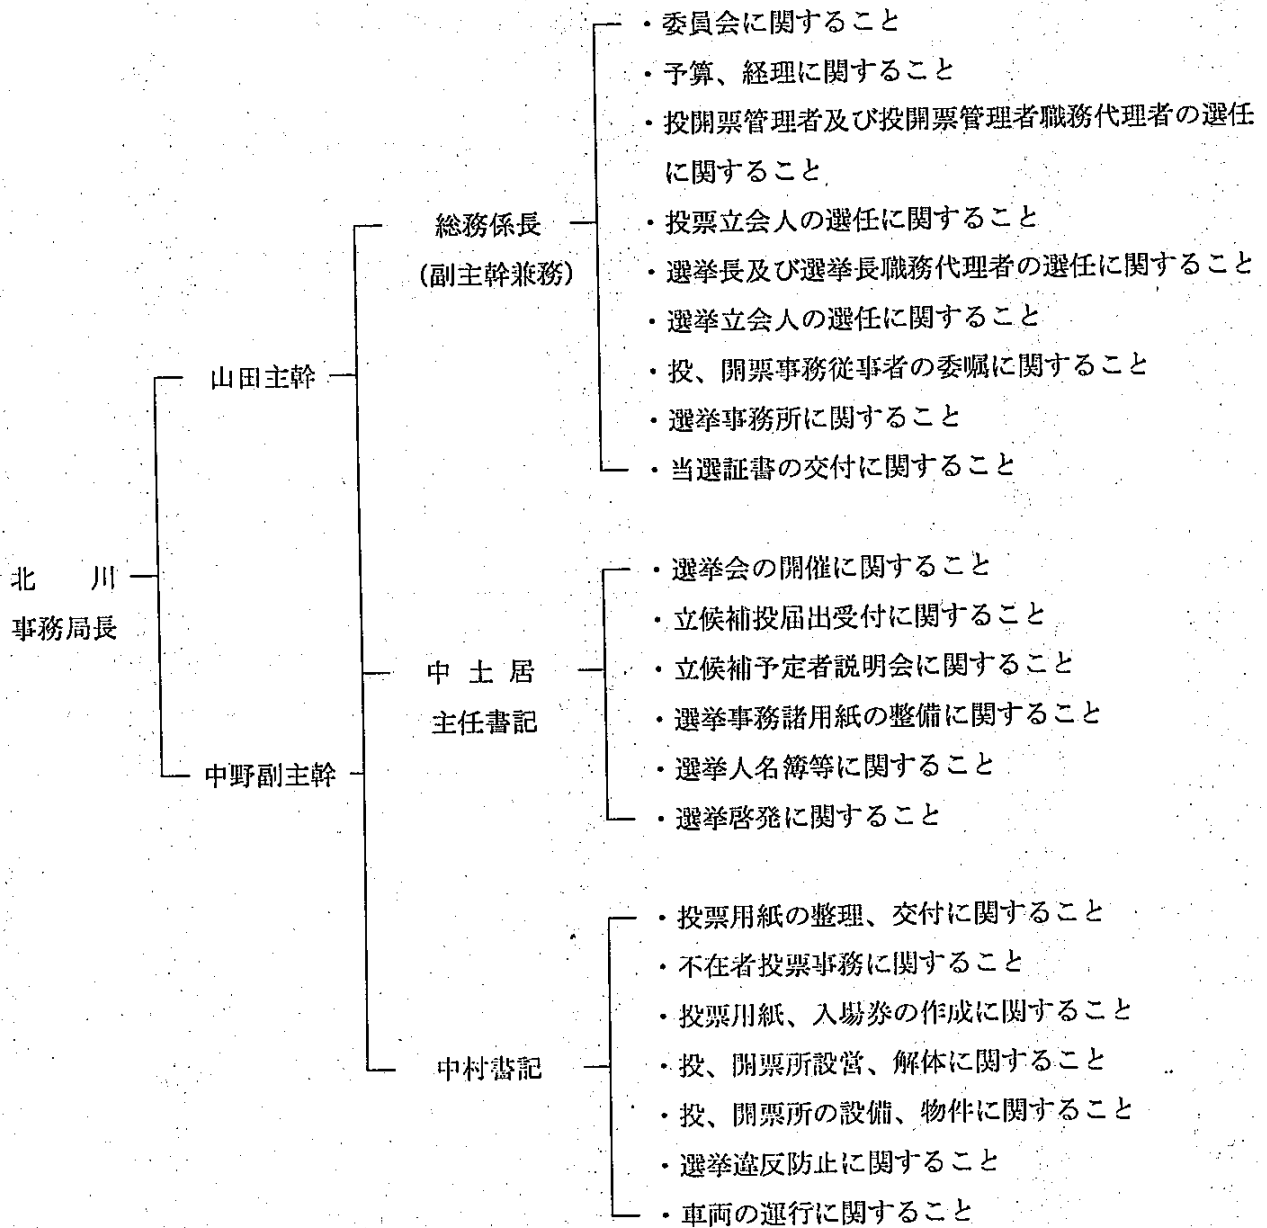 北　　川
事務局長
山田主幹
中野副主幹
総務係長
(副主幹兼務)
・委員会に関すること
・予算、経理に関すること
・投開票管理者及び投開票管理者職務代理者の選任
に関すること
・投票立会人の選任に関すること
・選挙長及び選挙長職務代理者の選任に関すること
・選挙立会人の選任に関すること
・投、開票事務従事者の委嘱に関すること
・選挙事務所に関すること
・当選証書の交付に関すること
中土居
主任書記
・選挙会の開催に関すること
・立候補投届出受付に関すること
・立候補予定者説明会に関すること
・選挙事務諸用紙の整備に関すること
・選挙人名簿等に関すること
・選挙啓発に関すること
中村書記
・投票用紙の整理、交付に関すること
・不在者投票事務に関すること
・投票用紙、入場券の作成に関すること
・投、開票所設営、解体に関すること
・投、開票所の設備、物件に関すること
・選挙違反防止に関すること
・車両の運行に関すること